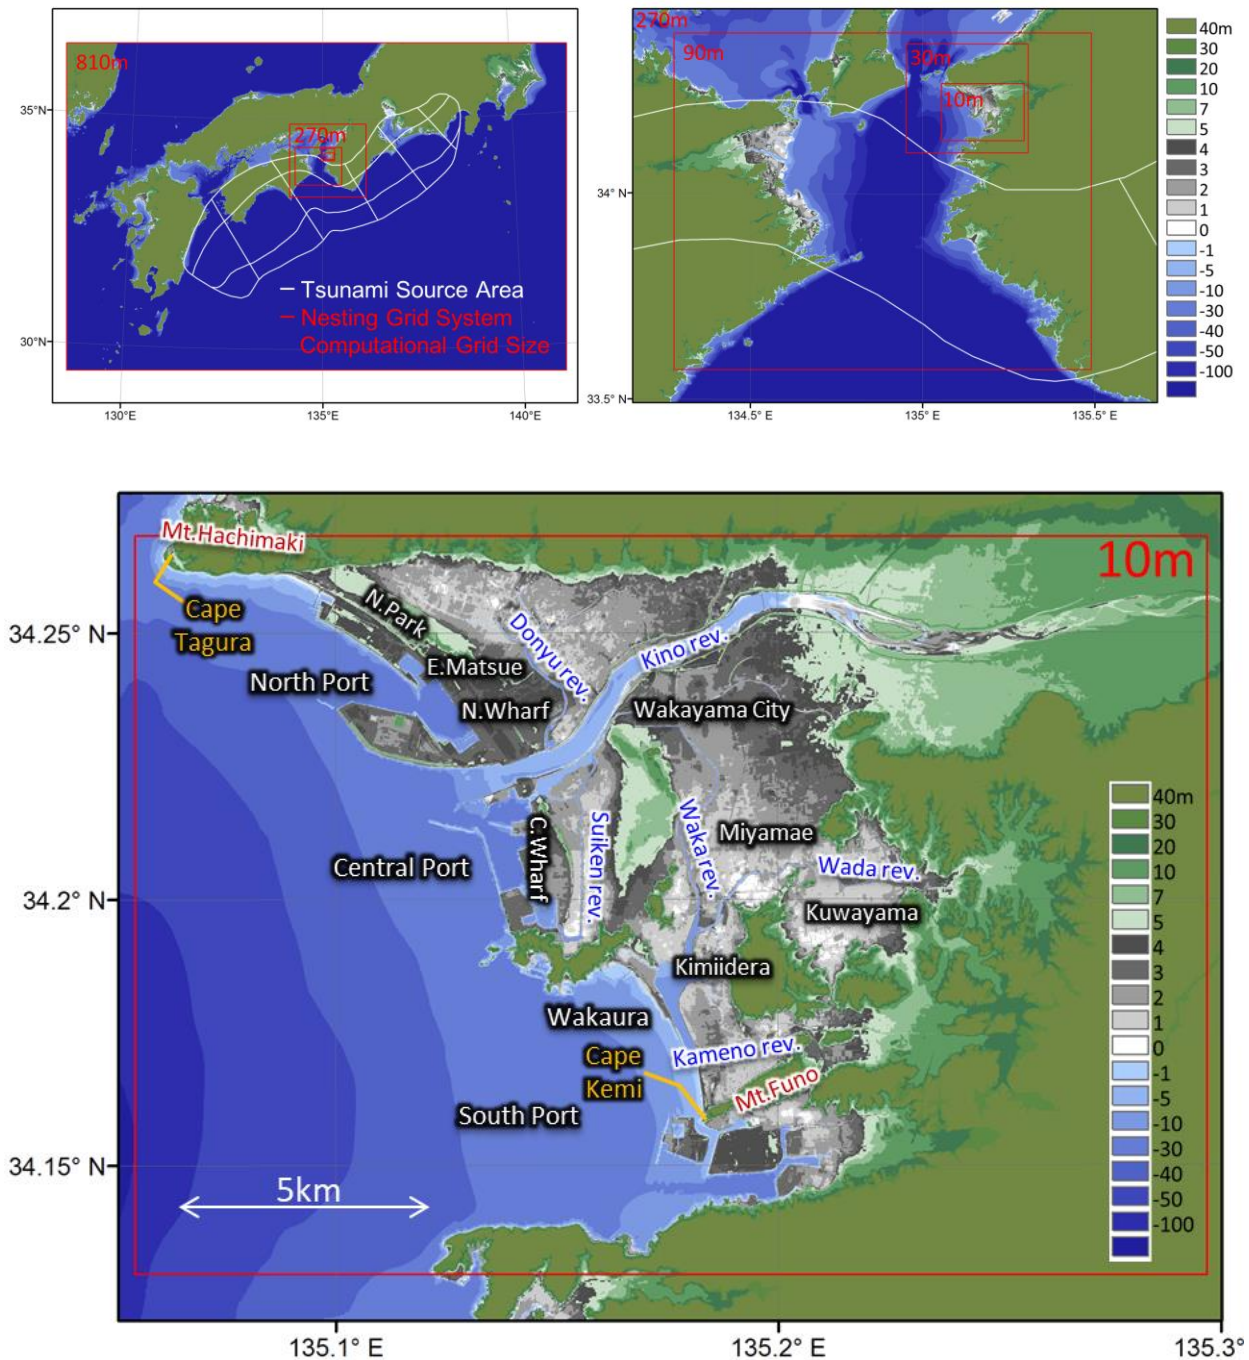 810m
270m
35°N
30°N
Tsunami Source Area
Nesting Grid System
Computational Grid Size
130°E
135°E
140°E
270m
90m
30m
10m
34° N
33.5° N
134.5° E
135° E
135.5° E
40m
30
20
10
7
5
4
3
2
1
0
-1
-5
-10
-30
-40
-50
-100
10m
Mt.Hachimaki
Cape
Tagura
N.Park
Donyu rev.
Kino rev.
E.Matsue
North Port
N.Wharf
Wakayama City
C.Wharf
Suiken rev.
Waka rev.
Miyamae
Central Port
Wada rev.
Kuwayama
Kimiidera
Wakaura
Kameno rev.
Cape
Kemi
Mt.Funo
South Port
5km
34.25° N
34.2° N
34.15° N
135.1° E
135.2° E
135.3°
40m
30
20
10
7
5
4
3
2
1
0
-1
-5
-10
-30
-40
-50
-100